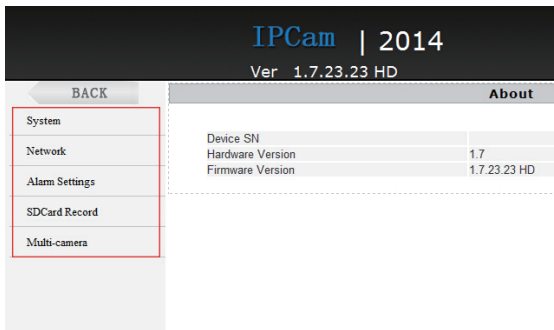 IPCam | 2014
Ver 1.7.23.23 HD
BACK
About
System
Device SN
Network
Hardware Version 1.7
Firmware Version 1.7.23.23 HD
Alarm Settings
SDCard Record
Multi-camera